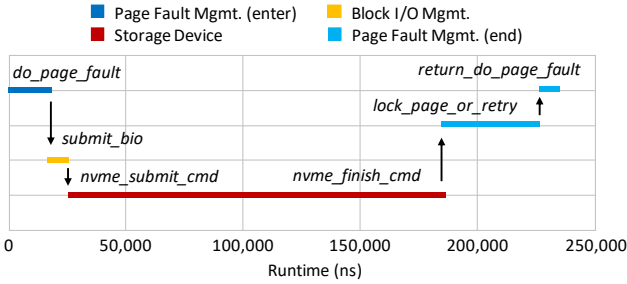 Page Fault Mgmt. (enter) Block I/O Mgmt.
Storage Device Page Fault Mgmt. (end)
do_page_fault return_do_page_fault
lock_page_or_retry
submit_bio
nvme_submit_cmd nvme_finish_cmd
0 50,000 100,000 150,000 200,000 250,000
Runtime (ns)